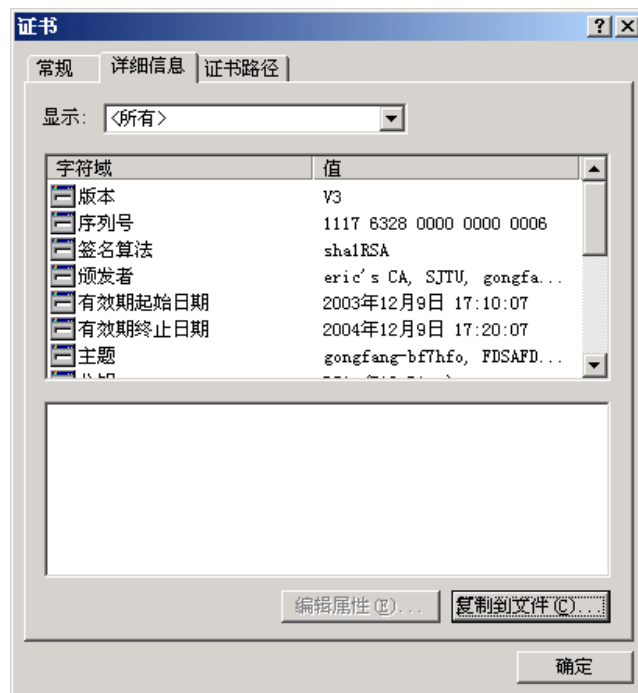 证书
常规 详细信息 证书路径
显示: <所有>
字符域 值
版本 V3
序列号 1117 6328 0000 0000 0006
签名算法 sha1RSA
颁发者 eric's CA, SJTU, gongfa...
有效期起始日期 2003年12月9日 17:10:07
有效期终止日期 2004年12月9日 17:20:07
主题 gongfang-bf7hfo, FDSAFD...
编辑属性(E)... 复制到文件(C)...
确定